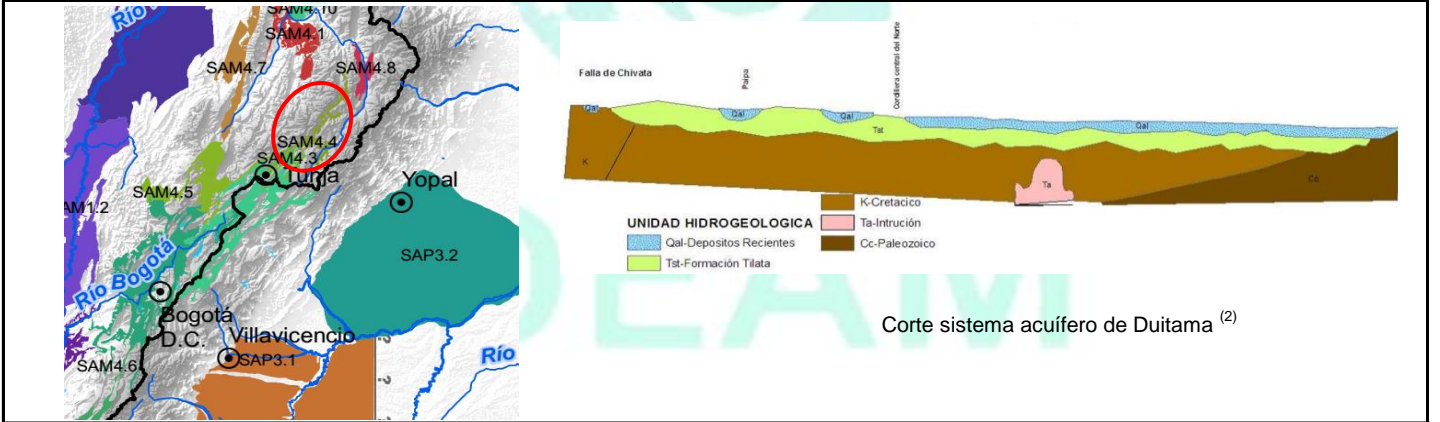 Río
SAM4.10
SAM4.1
SAM4.7
SAM4.8
SAM4.4
SAM4.3
Tunja
SAM4.5
AM1.2
Yopal
SAP3.2
Río Bogotá
Bogotá
D.C.
Villavicencio
SAP3.1
SAM4.6
Río
?
?
Falla de Chivata
Paipa
Cordillera central del Norte
Qal
Qal
Qal
Qal
Tst
K
Ta
Cc
UNIDAD HIDROGEOLOGICA
Qal-Depositos Recientes
Tst-Formación Tilata
K-Cretacico
Ta-Intrución
Cc-Paleozoico
Corte sistema acuífero de Duitama (2)
IDEAM